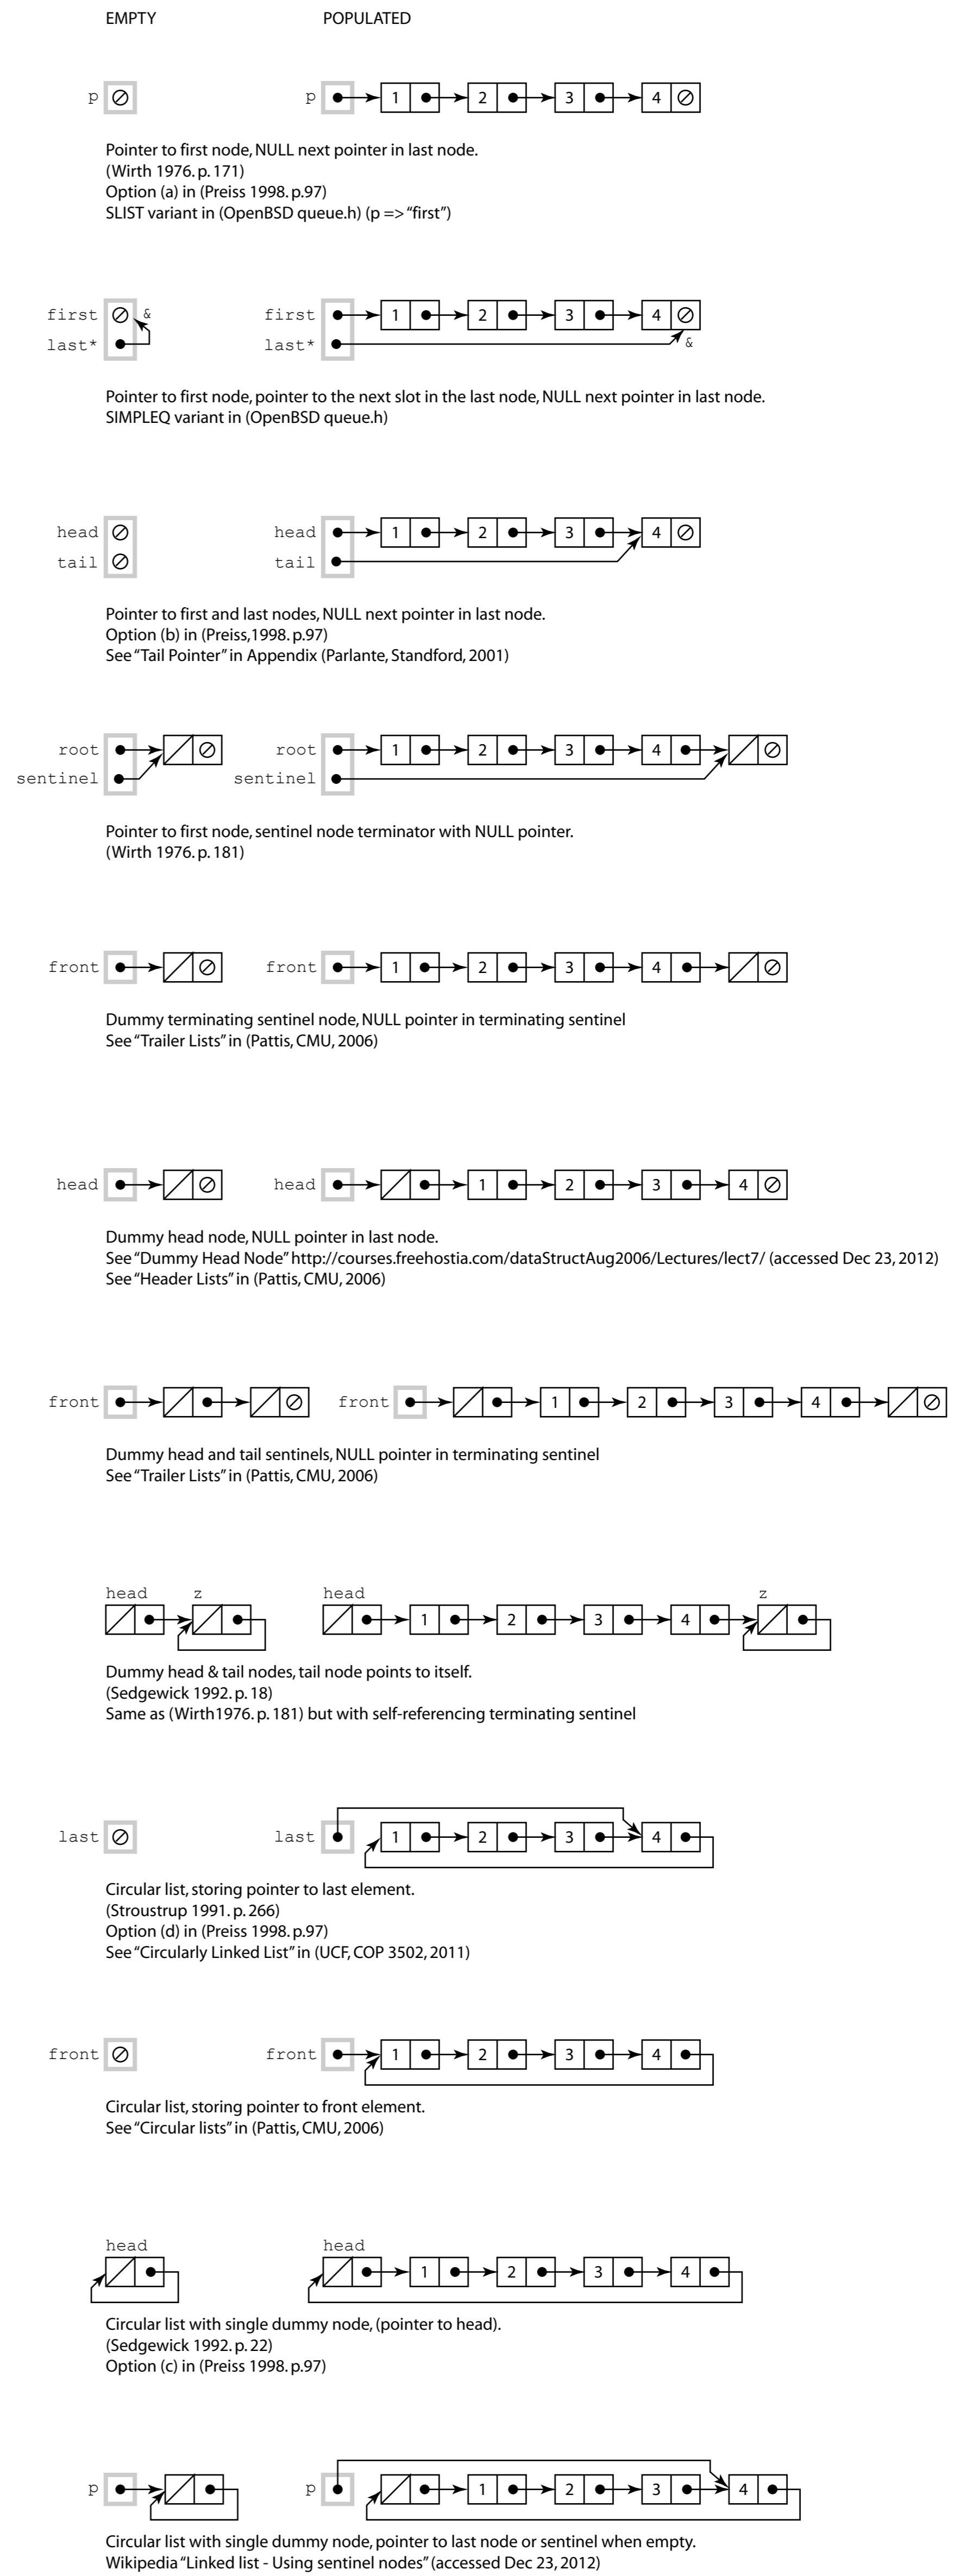 EMPTY POPULATED
p p 1 2 3 4
Pointer to first node, NULL next pointer in last node.
(Wirth 1976. p. 171)
Option (a) in (Preiss 1998. p.97)
SLIST variant in (OpenBSD queue.h) (p => “first”)
first & first 1 2 3 4
last* last* &
Pointer to first node, pointer to the next slot in the last node, NULL next pointer in last node.
SIMPLEQ variant in (OpenBSD queue.h)
head head 1 2 3 4
tail tail
Pointer to first and last nodes, NULL next pointer in last node.
Option (b) in (Preiss,1998. p.97)
See “Tail Pointer” in Appendix (Parlante, Standford, 2001)
root root 1 2 3 4
sentinel sentinel
Pointer to first node, sentinel node terminator with NULL pointer.
(Wirth 1976. p. 181)
front front 1 2 3 4
Dummy terminating sentinel node, NULL pointer in terminating sentinel
See “Trailer Lists” in (Pattis, CMU, 2006)
head head 1 2 3 4
Dummy head node, NULL pointer in last node.
See “Dummy Head Node” http://courses.freehostia.com/dataStructAug2006/Lectures/lect7/ (accessed Dec 23, 2012)
See “Header Lists” in (Pattis, CMU, 2006)
front front 1 2 3 4
Dummy head and tail sentinels, NULL pointer in terminating sentinel
See “Trailer Lists” in (Pattis, CMU, 2006)
head z head z
1 2 3 4
Dummy head & tail nodes, tail node points to itself.
(Sedgewick 1992. p. 18)
Same as (Wirth1976. p. 181) but with self-referencing terminating sentinel
last last 1 2 3 4
Circular list, storing pointer to last element.
(Stroustrup 1991. p. 266)
Option (d) in (Preiss 1998. p.97)
See “Circularly Linked List” in (UCF, COP 3502, 2011)
front front 1 2 3 4
Circular list, storing pointer to front element.
See “Circular lists” in (Pattis, CMU, 2006)
head head
1 2 3 4
Circular list with single dummy node, (pointer to head).
(Sedgewick 1992. p. 22)
Option (c) in (Preiss 1998. p.97)
p p 1 2 3 4
Circular list with single dummy node, pointer to last node or sentinel when empty.
Wikipedia “Linked list - Using sentinel nodes” (accessed Dec 23, 2012)